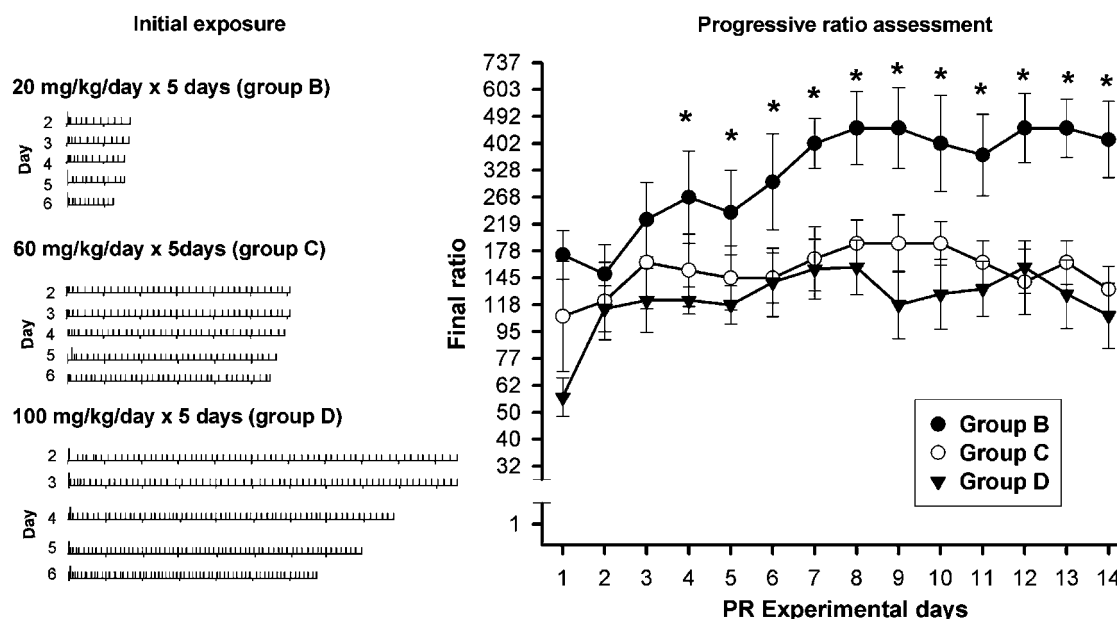 Initial exposure
20 mg/kg/day x 5 days (group B)
Day
2
3
4
5
6
60 mg/kg/day x 5days (group C)
Day
2
3
4
5
6
100 mg/kg/day x 5 days (group D)
Day
2
3
4
5
6
Progressive ratio assessment
Final ratio
737
603
492
402
328
268
219
178
145
118
95
77
62
50
40
32
1
* * * * * * * * * * *
Group B
Group C
Group D
1 2 3 4 5 6 7 8 9 10 11 12 13 14
PR Experimental days